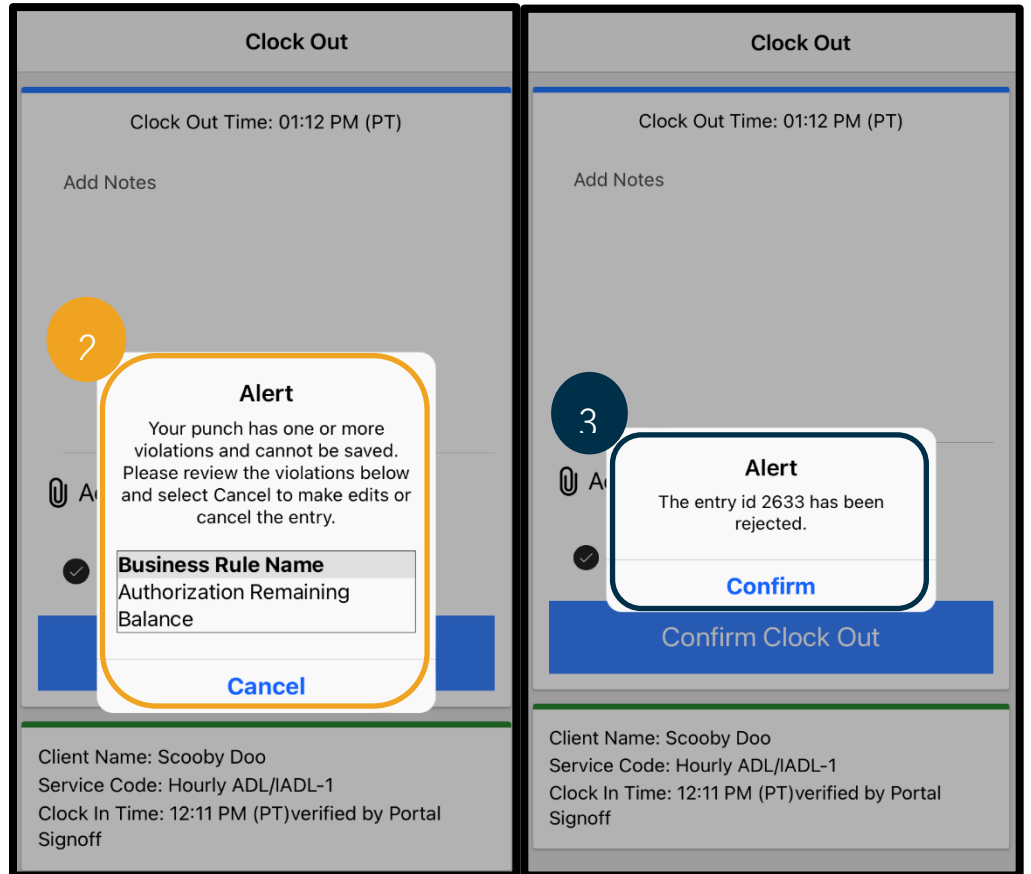 Clock Out
Clock Out Time: 01:12 PM (PT)
Add Notes
2
Alert
Your punch has one or more
violations and cannot be saved.
Please review the violations below
and select Cancel to make edits or
cancel the entry.
Business Rule Name
Authorization Remaining
Balance
Cancel
Client Name: Scooby Doo
Service Code: Hourly ADL/IADL-1
Clock In Time: 12:11 PM (PT)verified by Portal
Signoff
Clock Out
Clock Out Time: 01:12 PM (PT)
Add Notes
3
Alert
The entry id 2633 has been
rejected.
Confirm
Confirm Clock Out
Client Name: Scooby Doo
Service Code: Hourly ADL/IADL-1
Clock In Time: 12:11 PM (PT)verified by Portal
Signoff